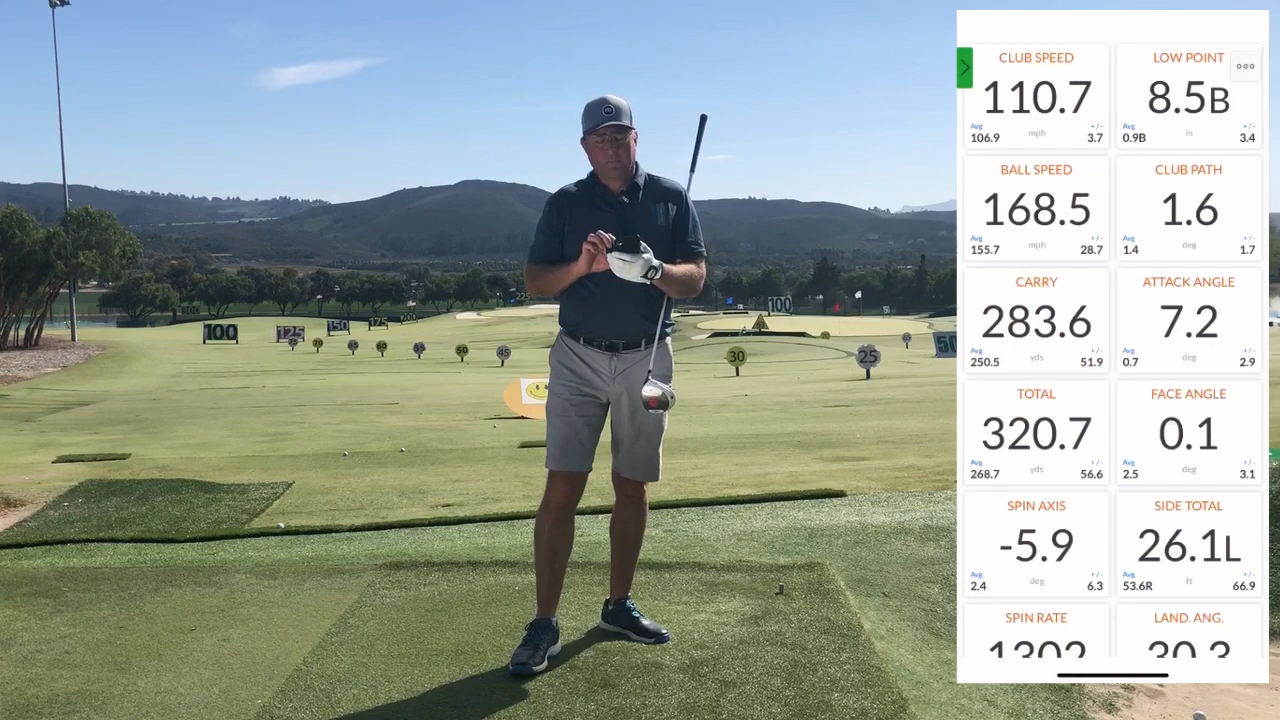 CLUB SPEED
110.7
Avg mph +/-
106.9 3.7
LOW POINT
8.5B
Avg in +/-
0.9B 3.4
BALL SPEED
168.5
Avg mph +/-
155.7 28.7
CLUB PATH
1.6
Avg deg +/-
1.4 1.7
CARRY
283.6
Avg yds +/-
250.5 51.9
ATTACK ANGLE
7.2
Avg deg +/-
0.7 2.9
TOTAL
320.7
Avg yds +/-
268.7 56.6
FACE ANGLE
0.1
Avg deg +/-
2.5 3.1
SPIN AXIS
-5.9
Avg deg +/-
2.4 6.3
SIDE TOTAL
26.1L
Avg ft +/-
53.6R 66.9
SPIN RATE
LAND. ANG.
m
100
125
150
175
100
50
45
30
25
50